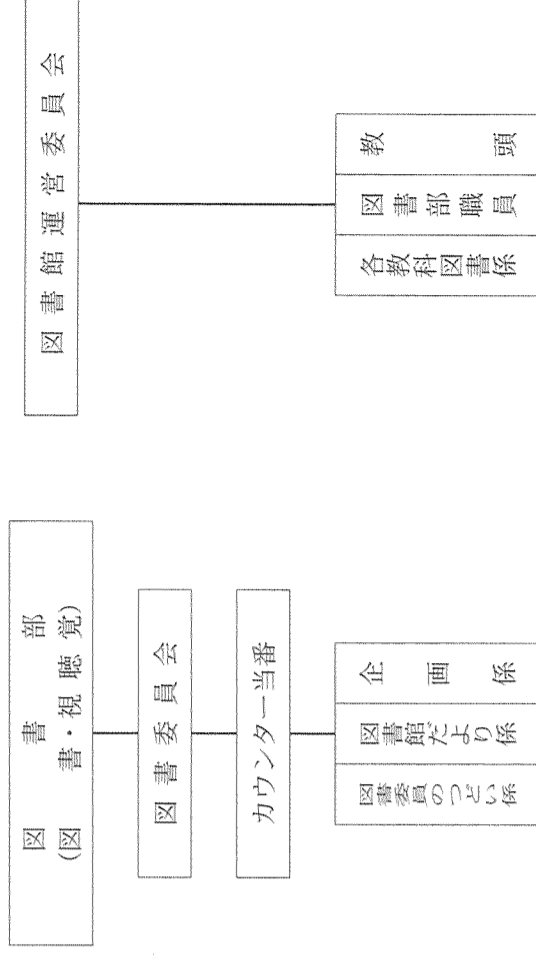 図書部
(図書・視聴覚)
図書委員会
カウンター当番
企画係
図書館だより係
図書委員のつどい係
図書館運営委員会
教頭
図書部職員
各教科図書係